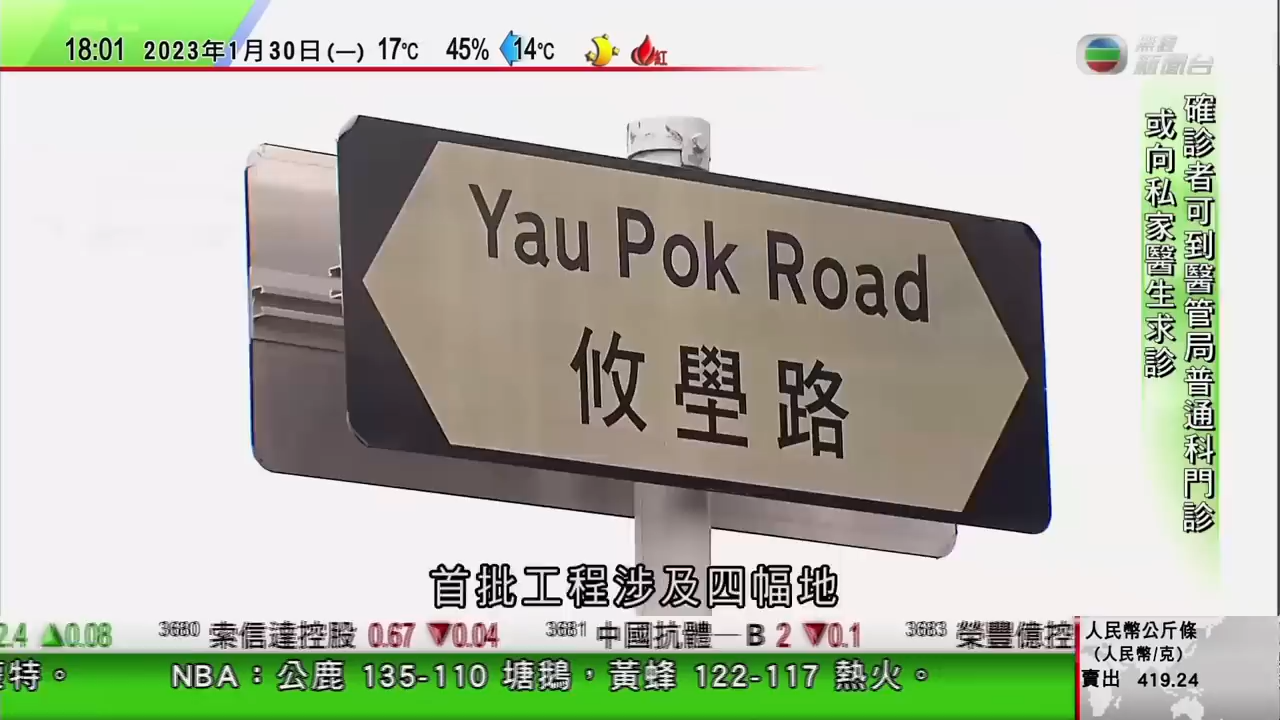 18:01 2023年1月30日(一) 17℃ 45% 14℃ 紅
無綫新聞台
確診者可到醫管局普通科門診
或向私家醫生求診
Yau Pok Road
攸壆路
首批工程涉及四幅地
2.4 ▲0.08 3680 索信達控股 0.67 ▼0.04 3681 中國抗體－B 2 ▼0.1 3683 榮豐億控
人民幣公斤條
(人民幣/克)
賣出 419.24
特。 NBA：公鹿 135-110 塘鵝，黃蜂 122-117 熱火。